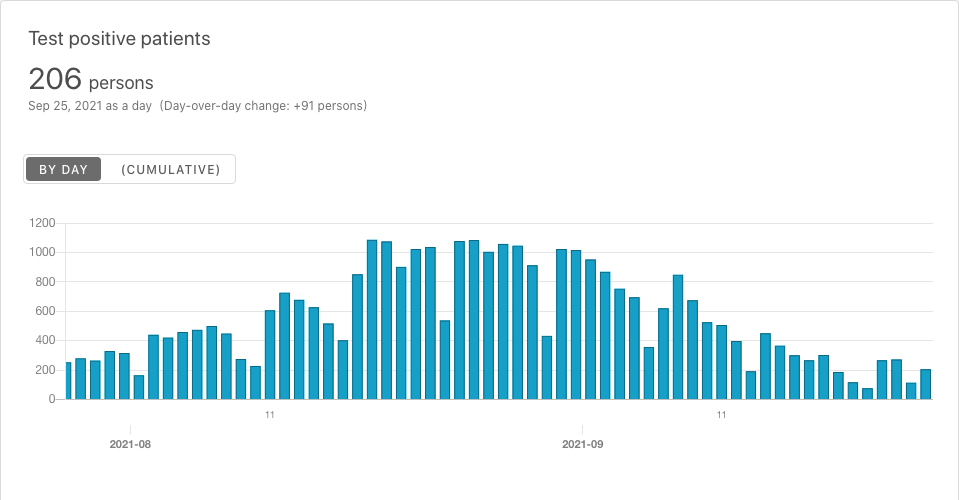 Test positive patients
206 persons
Sep 25, 2021 as a day (Day-over-day change: +91 persons)
BY DAY (CUMULATIVE)
1200
1000
800
600
400
200
0
11 11
2021-08 2021-09